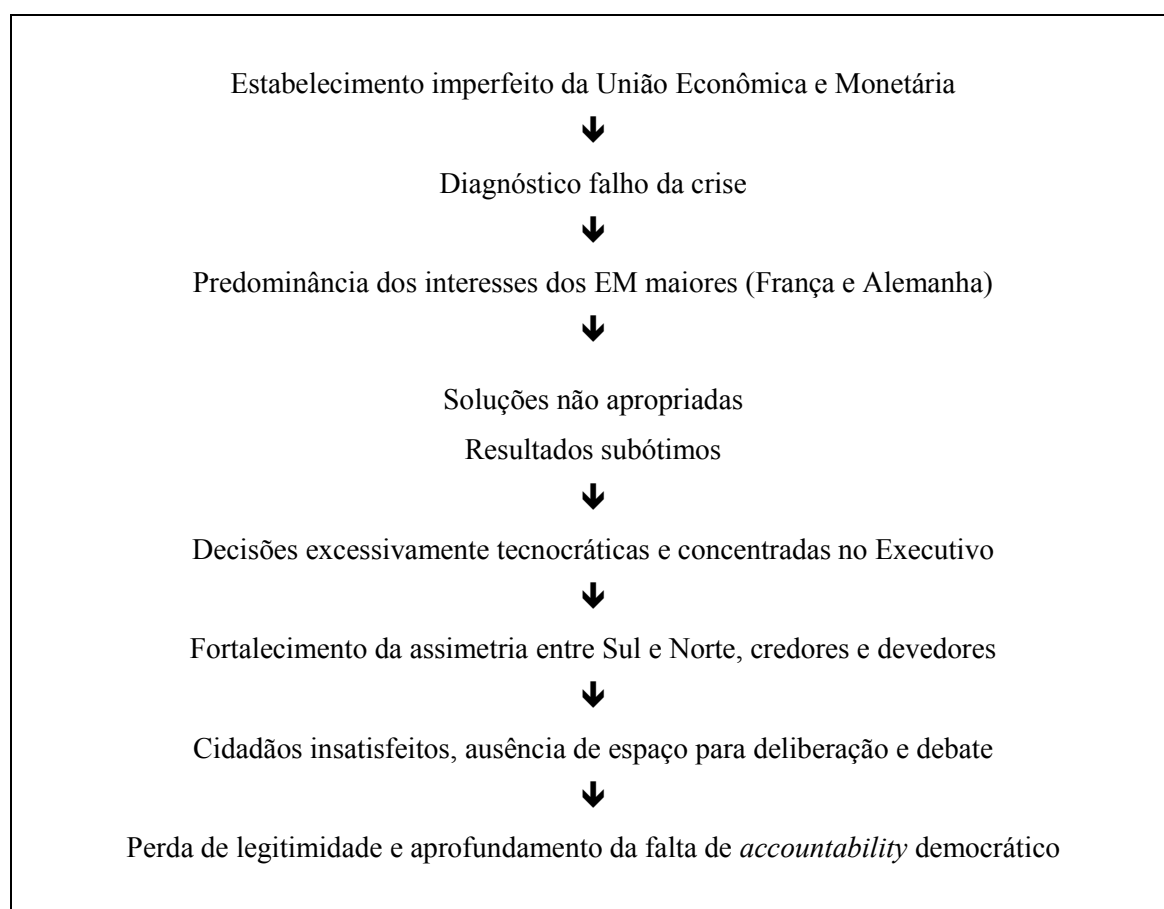 Estabelecimento imperfeito da União Econômica e Monetária
Diagnóstico falho da crise
Predominância dos interesses dos EM maiores (França e Alemanha)
Soluções não apropriadas
Resultados subótimos
Decisões excessivamente tecnocráticas e concentradas no Executivo
Fortalecimento da assimetria entre Sul e Norte, credores e devedores
Cidadãos insatisfeitos, ausência de espaço para deliberação e debate
Perda de legitimidade e aprofundamento da falta de accountability democrático